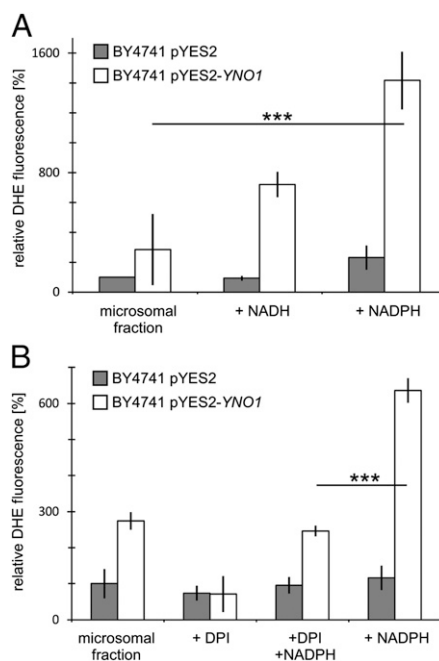 A
BY4741 pYES2
BY4741 pYES2-YNO1
relative DHE fluorescence [%]
1600
800
0
***
microsomal fraction
+ NADH
+ NADPH
B
BY4741 pYES2
BY4741 pYES2-YNO1
relative DHE fluorescence [%]
600
300
0
***
microsomal fraction
+ DPI
+DPI
+NADPH
+ NADPH